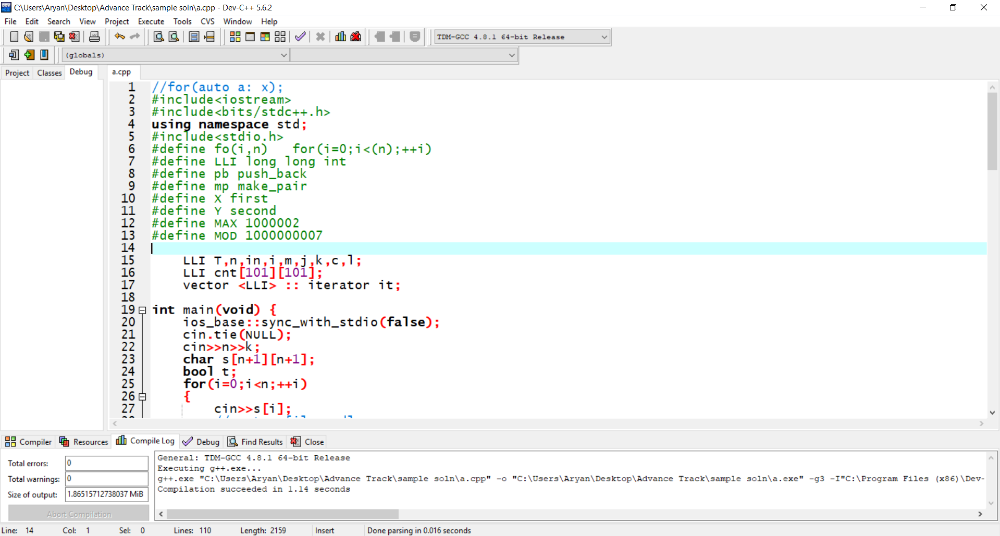 C:\Users\Aryan\Desktop\Advance Track\sample soln\a.cpp - Dev-C++ 5.6.2
File Edit Search View Project Execute Tools CVS Window Help
TDM-GCC 4.8.1 64-bit Release
(globals)
Project Classes Debug
a.cpp
1 //for(auto a: x);
2 #include<iostream>
3 #include<bits/stdc++.h>
4 using namespace std;
5 #include<stdio.h>
6 #define fo(i,n)   for(i=0;i<(n);++i)
7 #define LLI long long int
8 #define pb push_back
9 #define mp make_pair
10 #define X first
11 #define Y second
12 #define MAX 1000002
13 #define MOD 1000000007
14
15     LLI T,n,in,i,m,j,k,c,l;
16     LLI cnt[101][101];
17     vector <LLI> :: iterator it;
18
19 int main(void) {
20     ios_base::sync_with_stdio(false);
21     cin.tie(NULL);
22     cin>>n>>k;
23     char s[n+1][n+1];
24     bool t;
25     for(i=0;i<n;++i)
26     {
27         cin>>s[i];
Compiler Resources Compile Log Debug Find Results Close
Total errors: 0
Total warnings: 0
Size of output: 1.86515712738037 MiB
Abort Compilation
General: TDM-GCC 4.8.1 64-bit Release
Executing g++.exe...
g++.exe "C:\Users\Aryan\Desktop\Advance Track\sample soln\a.cpp" -o "C:\Users\Aryan\Desktop\Advance Track\sample soln\a.exe" -g3 -I"C:\Program Files (x86)\Dev-
Compilation succeeded in 1.14 seconds
Line: 14 Col: 1 Sel: 0 Lines: 110 Length: 2159 Insert Done parsing in 0.016 seconds